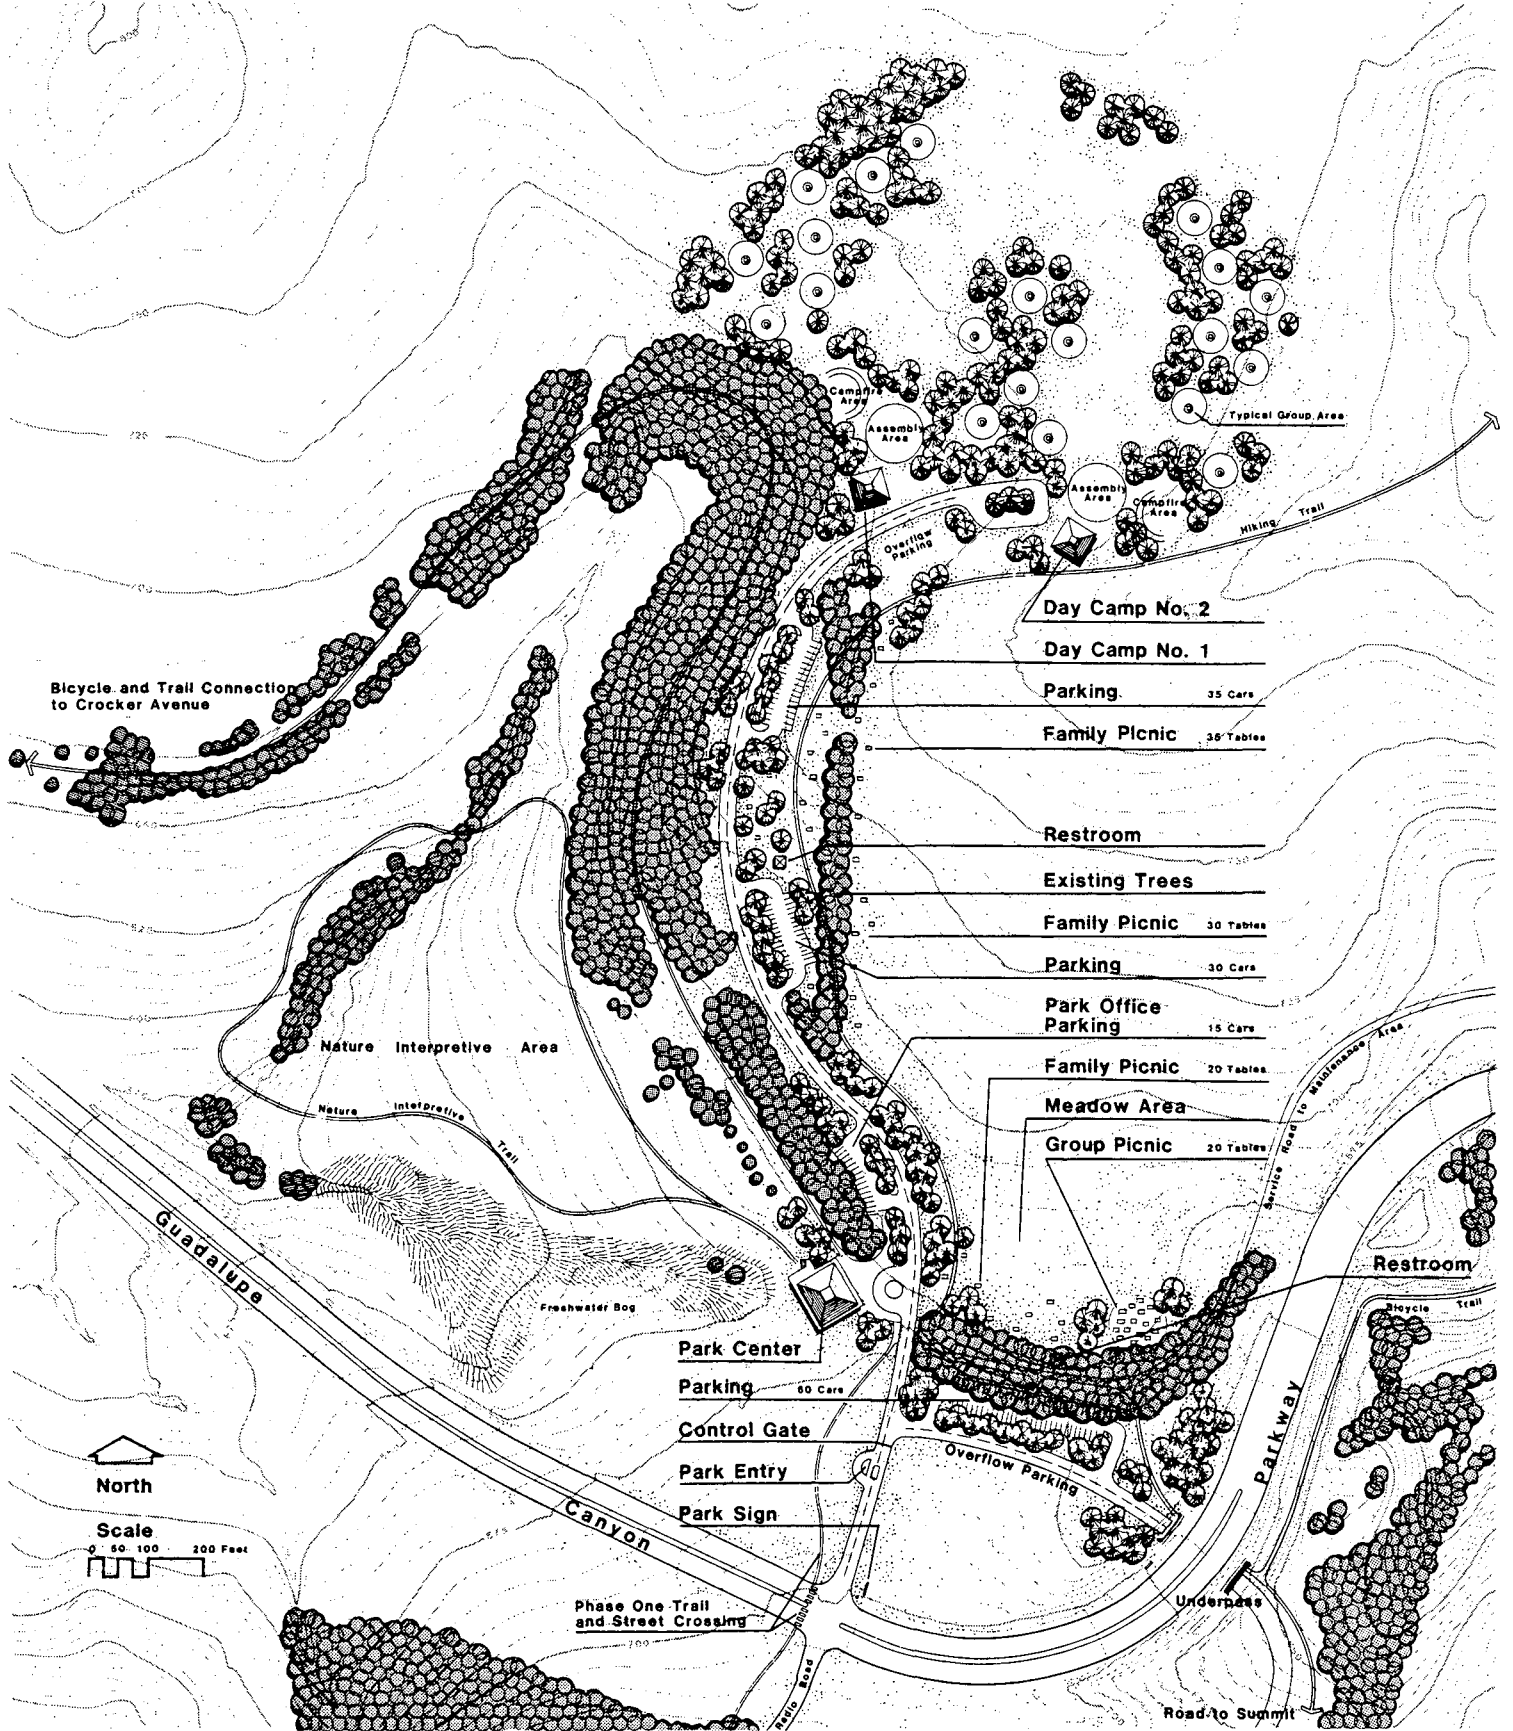 Campfire
Area
Assembly
Area
Typical Group Area
Assembly
Area
Campfire
Area
Hiking Trail
Overflow
Parking
Day Camp No. 2
Day Camp No. 1
Parking 35 Cars
Family Picnic 35 Tables
Bicycle and Trail Connection
to Crocker Avenue
Restroom
Existing Trees
Family Picnic 30 Tables
Parking 30 Cars
Park Office
Parking 15 Cars
Family Picnic 20 Tables
Meadow Area
Group Picnic 20 Tables
Service Road to Maintenance Area
Nature Interpretive Area
Nature Interpretive Trail
Guadalupe
Canyon
Parkway
Freshwater Bog
Restroom
Bicycle Trail
Park Center
Parking 60 Cars
Control Gate
Park Entry
Park Sign
Overflow Parking
North
Scale
0 50 100 200 Feet
Phase One Trail
and Street Crossing
Underpass
Radio Road
Road to Summit
725
675
700